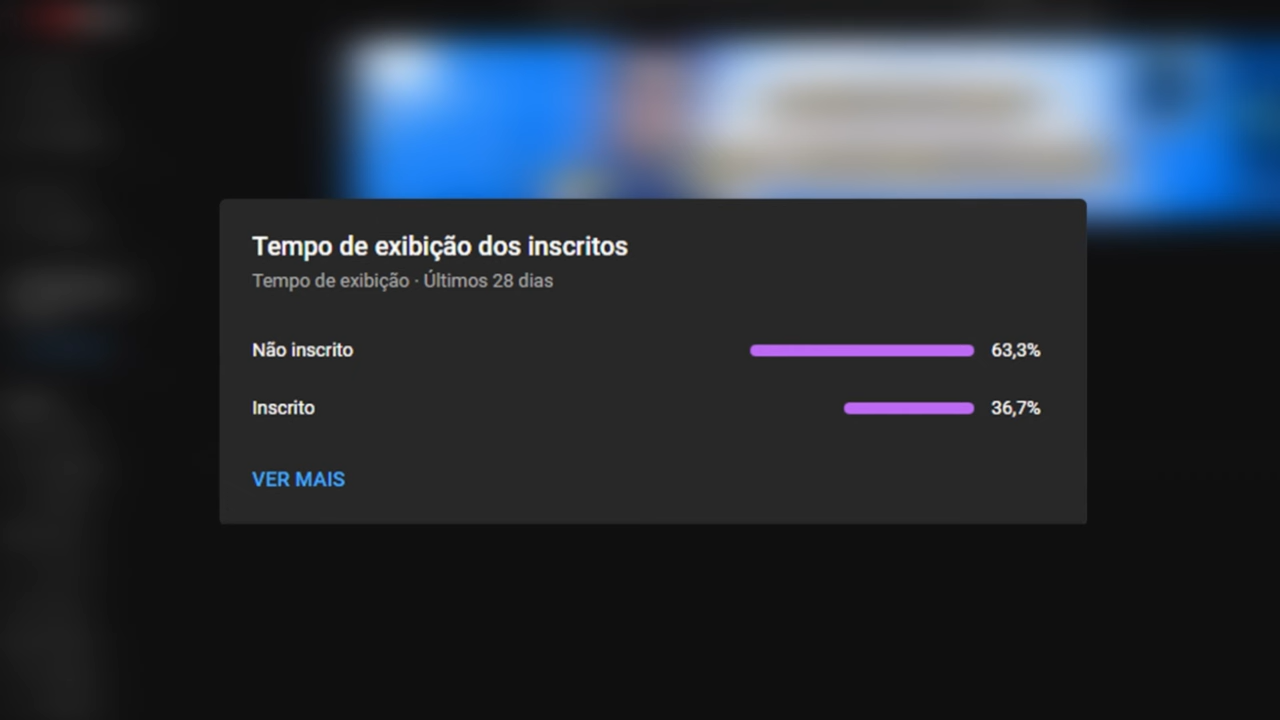 Tempo de exibição dos inscritos
Tempo de exibição · Últimos 28 dias
Não inscrito 63,3%
Inscrito 36,7%
VER MAIS